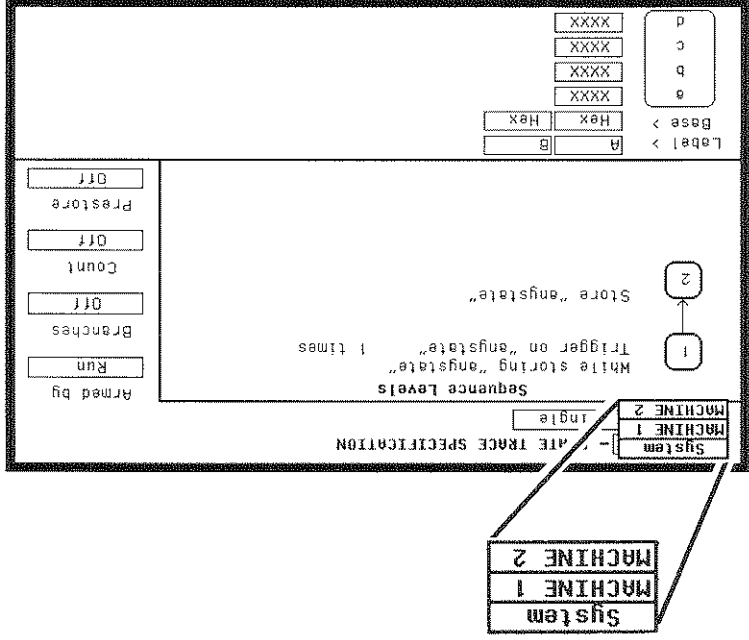 System
MACHINE 1
MACHINE 2
System
MACHINE 1
MACHINE 2
ATE TRACE SPECIFICATION
ingle
Sequence Levels
1
While storing "anystate"
Trigger on "anystate" 1 times
2
Store "anystate"
Armed by
Run
Branches
Off
Count
Off
Prestore
Off
Label > A B
Base > Hex Hex
a XXXX
b XXXX
c XXXX
d XXXX